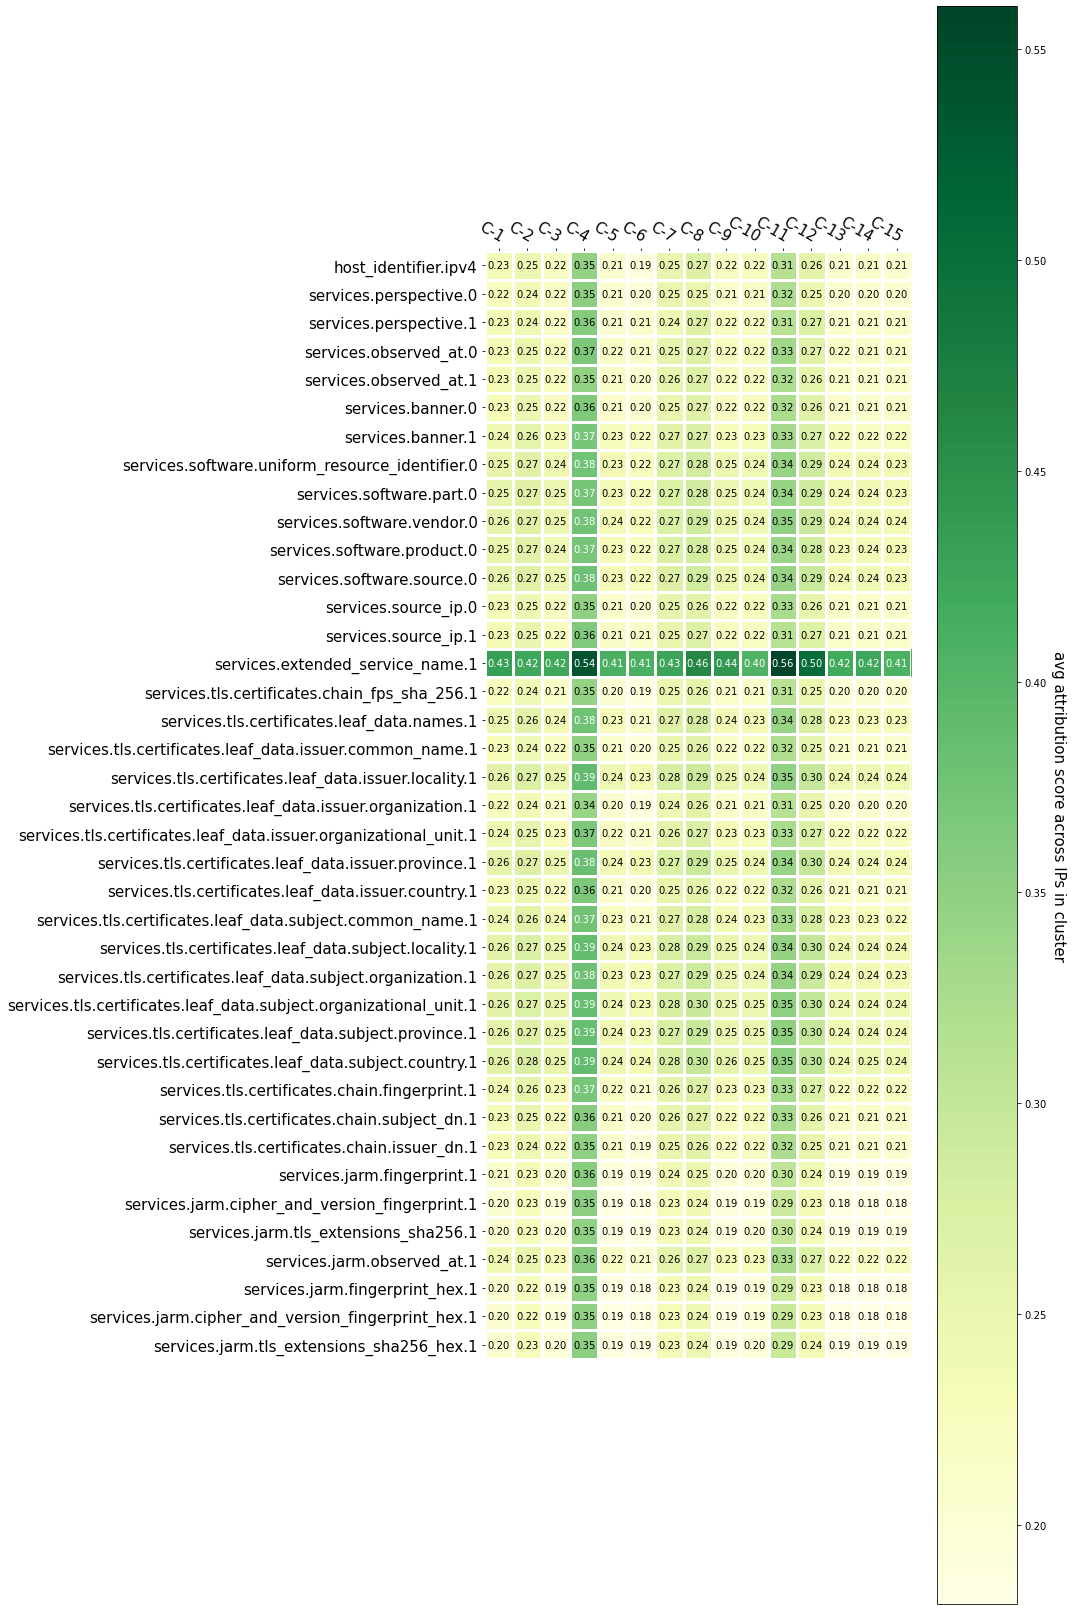 C-1 C-2 C-3 C-4 C-5 C-6 C-7 C-8 C-9 C-10 C-11 C-12 C-13 C-14 C-15
host_identifier.ipv4 0.23 0.25 0.22 0.35 0.21 0.19 0.25 0.27 0.22 0.22 0.31 0.26 0.21 0.21 0.21
services.perspective.0 0.22 0.24 0.22 0.35 0.21 0.20 0.25 0.25 0.21 0.21 0.32 0.25 0.20 0.20 0.20
services.perspective.1 0.23 0.24 0.22 0.36 0.21 0.21 0.24 0.27 0.22 0.22 0.31 0.27 0.21 0.21 0.21
services.observed_at.0 0.23 0.25 0.22 0.37 0.22 0.21 0.25 0.27 0.22 0.22 0.33 0.27 0.22 0.21 0.21
services.observed_at.1 0.23 0.25 0.22 0.35 0.21 0.20 0.26 0.27 0.22 0.22 0.32 0.26 0.21 0.21 0.21
services.banner.0 0.23 0.25 0.22 0.36 0.21 0.20 0.25 0.27 0.22 0.22 0.32 0.26 0.21 0.21 0.21
services.banner.1 0.24 0.26 0.23 0.37 0.23 0.22 0.27 0.27 0.23 0.23 0.33 0.27 0.22 0.22 0.22
services.software.uniform_resource_identifier.0 0.25 0.27 0.24 0.38 0.23 0.22 0.27 0.28 0.25 0.24 0.34 0.29 0.24 0.24 0.23
services.software.part.0 0.25 0.27 0.25 0.37 0.23 0.22 0.27 0.28 0.25 0.24 0.34 0.29 0.24 0.24 0.23
services.software.vendor.0 0.26 0.27 0.25 0.38 0.24 0.22 0.27 0.29 0.25 0.24 0.35 0.29 0.24 0.24 0.24
services.software.product.0 0.25 0.27 0.24 0.37 0.23 0.22 0.27 0.28 0.25 0.24 0.34 0.28 0.23 0.24 0.23
services.software.source.0 0.26 0.27 0.25 0.38 0.23 0.22 0.27 0.29 0.25 0.24 0.34 0.29 0.24 0.24 0.23
services.source_ip.0 0.23 0.25 0.22 0.35 0.21 0.20 0.25 0.26 0.22 0.22 0.33 0.26 0.21 0.21 0.21
services.source_ip.1 0.23 0.25 0.22 0.36 0.21 0.21 0.25 0.27 0.22 0.22 0.31 0.27 0.21 0.21 0.21
services.extended_service_name.1 0.43 0.42 0.42 0.54 0.41 0.41 0.43 0.46 0.44 0.40 0.56 0.50 0.42 0.42 0.41
services.tls.certificates.chain_fps_sha_256.1 0.22 0.24 0.21 0.35 0.20 0.19 0.25 0.26 0.21 0.21 0.31 0.25 0.20 0.20 0.20
services.tls.certificates.leaf_data.names.1 0.25 0.26 0.24 0.38 0.23 0.21 0.27 0.28 0.24 0.23 0.34 0.28 0.23 0.23 0.23
services.tls.certificates.leaf_data.issuer.common_name.1 0.23 0.24 0.22 0.35 0.21 0.20 0.25 0.26 0.22 0.22 0.32 0.25 0.21 0.21 0.21
services.tls.certificates.leaf_data.issuer.locality.1 0.26 0.27 0.25 0.39 0.24 0.23 0.28 0.29 0.25 0.24 0.35 0.30 0.24 0.24 0.24
services.tls.certificates.leaf_data.issuer.organization.1 0.22 0.24 0.21 0.34 0.20 0.19 0.24 0.26 0.21 0.21 0.31 0.25 0.20 0.20 0.20
services.tls.certificates.leaf_data.issuer.organizational_unit.1 0.24 0.25 0.23 0.37 0.22 0.21 0.26 0.27 0.23 0.23 0.33 0.27 0.22 0.22 0.22
services.tls.certificates.leaf_data.issuer.province.1 0.26 0.27 0.25 0.38 0.24 0.23 0.27 0.29 0.25 0.24 0.34 0.30 0.24 0.24 0.24
services.tls.certificates.leaf_data.issuer.country.1 0.23 0.25 0.22 0.36 0.21 0.20 0.25 0.26 0.22 0.22 0.32 0.26 0.21 0.21 0.21
services.tls.certificates.leaf_data.subject.common_name.1 0.24 0.26 0.24 0.37 0.23 0.21 0.27 0.28 0.24 0.23 0.33 0.28 0.23 0.23 0.22
services.tls.certificates.leaf_data.subject.locality.1 0.26 0.27 0.25 0.39 0.24 0.23 0.28 0.29 0.25 0.24 0.34 0.30 0.24 0.24 0.24
services.tls.certificates.leaf_data.subject.organization.1 0.26 0.27 0.25 0.38 0.23 0.23 0.27 0.29 0.25 0.24 0.34 0.29 0.24 0.24 0.23
services.tls.certificates.leaf_data.subject.organizational_unit.1 0.26 0.27 0.25 0.39 0.24 0.23 0.28 0.30 0.25 0.25 0.35 0.30 0.24 0.24 0.24
services.tls.certificates.leaf_data.subject.province.1 0.26 0.27 0.25 0.39 0.24 0.23 0.27 0.29 0.25 0.25 0.35 0.30 0.24 0.24 0.24
services.tls.certificates.leaf_data.subject.country.1 0.26 0.28 0.25 0.39 0.24 0.24 0.28 0.30 0.26 0.25 0.35 0.30 0.24 0.25 0.24
services.tls.certificates.chain.fingerprint.1 0.24 0.26 0.23 0.37 0.22 0.21 0.26 0.27 0.23 0.23 0.33 0.27 0.22 0.22 0.22
services.tls.certificates.chain.subject_dn.1 0.23 0.25 0.22 0.36 0.21 0.20 0.26 0.27 0.22 0.22 0.33 0.26 0.21 0.21 0.21
services.tls.certificates.chain.issuer_dn.1 0.23 0.24 0.22 0.35 0.21 0.19 0.25 0.26 0.22 0.22 0.32 0.25 0.21 0.21 0.21
services.jarm.fingerprint.1 0.21 0.23 0.20 0.36 0.19 0.19 0.24 0.25 0.20 0.20 0.30 0.24 0.19 0.19 0.19
services.jarm.cipher_and_version_fingerprint.1 0.20 0.23 0.19 0.35 0.19 0.18 0.23 0.24 0.19 0.19 0.29 0.23 0.18 0.18 0.18
services.jarm.tls_extensions_sha256.1 0.20 0.23 0.20 0.35 0.19 0.19 0.23 0.24 0.19 0.20 0.30 0.24 0.19 0.19 0.19
services.jarm.observed_at.1 0.24 0.25 0.23 0.36 0.22 0.21 0.26 0.27 0.23 0.23 0.33 0.27 0.22 0.22 0.22
services.jarm.fingerprint_hex.1 0.20 0.22 0.19 0.35 0.19 0.18 0.23 0.24 0.19 0.19 0.29 0.23 0.18 0.18 0.18
services.jarm.cipher_and_version_fingerprint_hex.1 0.20 0.22 0.19 0.35 0.19 0.18 0.23 0.24 0.19 0.19 0.29 0.23 0.18 0.18 0.18
services.jarm.tls_extensions_sha256_hex.1 0.20 0.23 0.20 0.35 0.19 0.19 0.23 0.24 0.19 0.20 0.29 0.24 0.19 0.19 0.19
0.55
0.50
0.45
0.40
0.35
0.30
0.25
0.20
avg attribution score across IPs in cluster